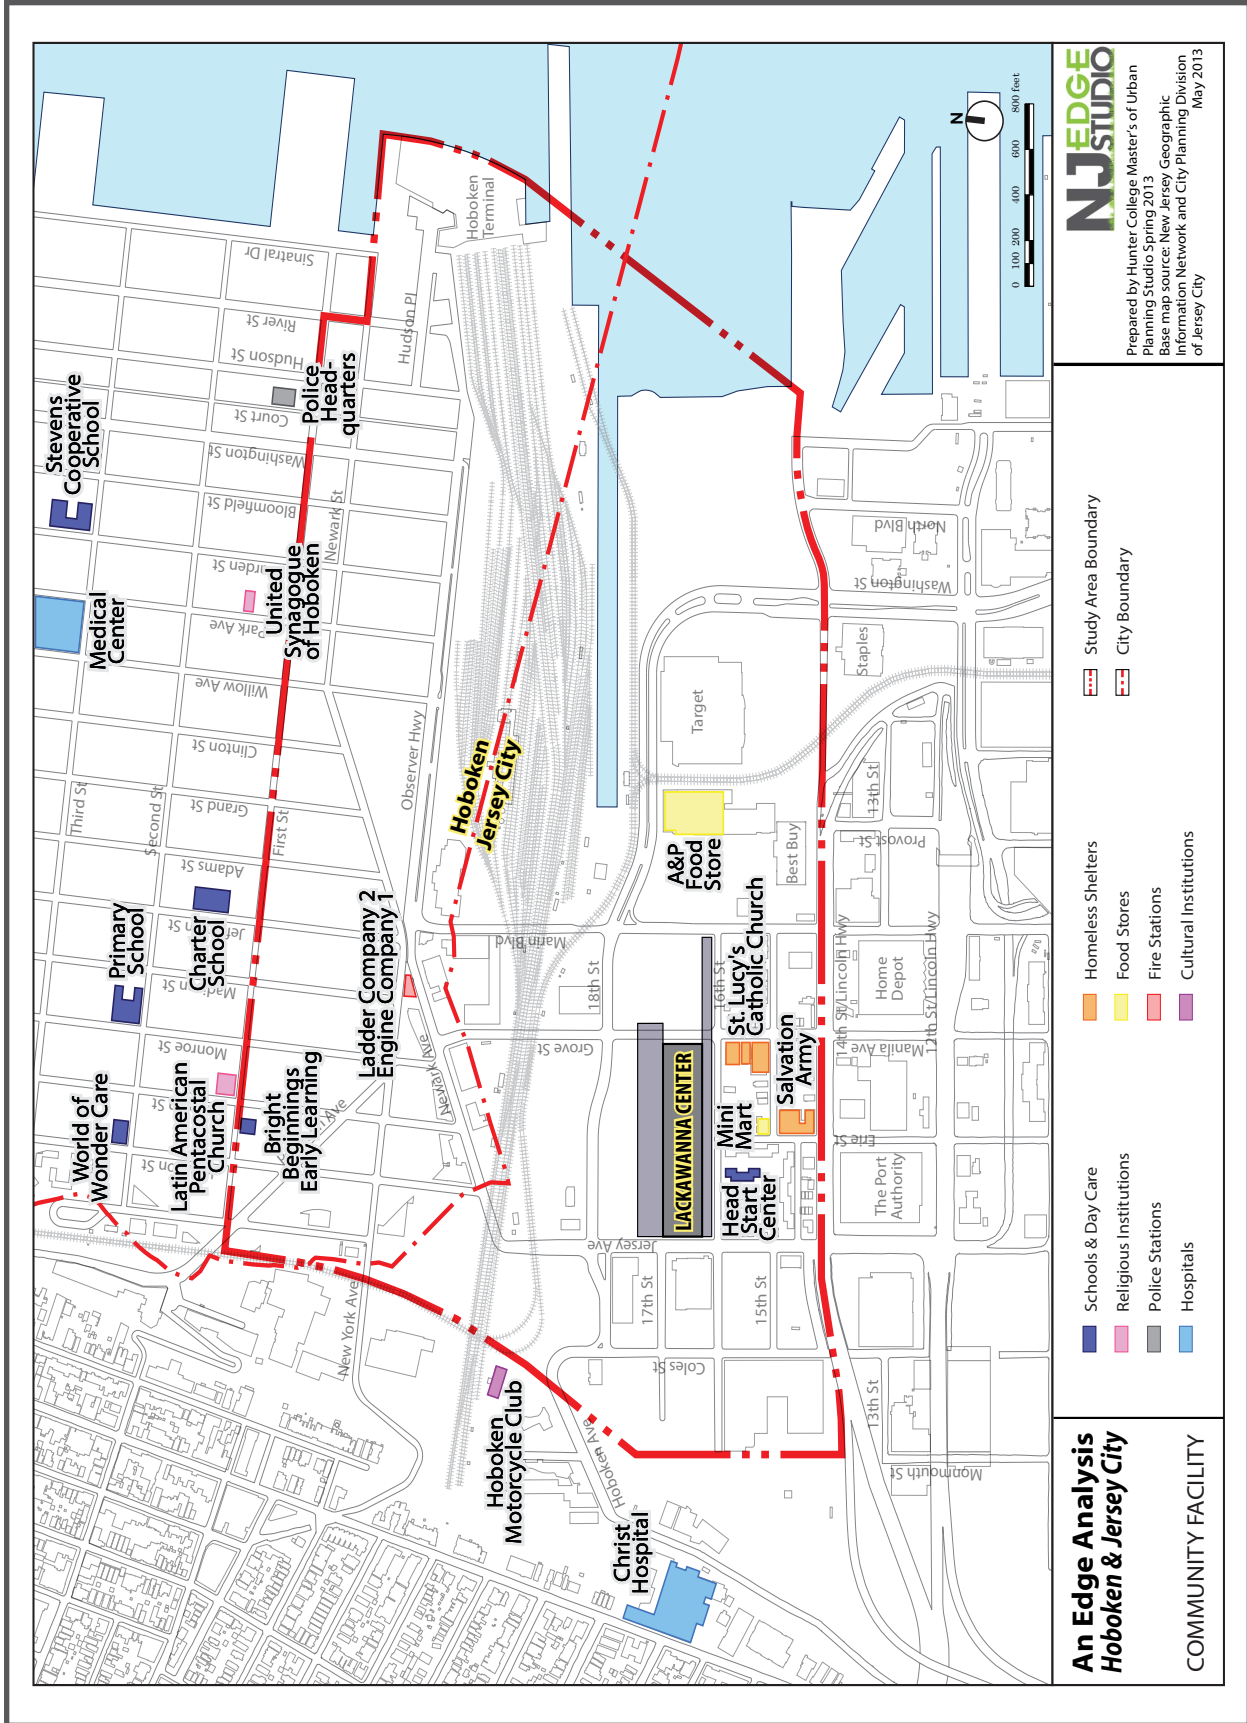 Stevens
Cooperative
School
Medical
Center
Primary
School
Charter
School
World of
Wonder Care
Latin American
Pentacostal
Church
Bright
Beginnings
Early Learning
Ladder Company 2
Engine Company 1
United
Synagogue
of Hoboken
Police
Head-
quarters
Hoboken
Terminal
Hoboken
Jersey City
Hoboken
Motorcycle Club
Christ
Hospital
LACKAWANNA CENTER
A&P
Food
Store
St. Lucy's
Catholic Church
Salvation
Army
Mini
Mart
Head
Start
Center
Target
Best Buy
Staples
Home
Depot
The Port
Authority
Sinatral Dr
River St
Hudson St
Hudson Pl
Court St
Washington St
Bloomfield St
arden St
Park Ave
Willow Ave
Clinton St
Grand St
Adams St
Monroe St
Third St
Second St
First St
Newark St
Observer Hwy
Newark Ave
New York Ave
Hoboken Ave
Marin Blvd
Grove St
Jersey Ave
Coles St
Monmouth St
18th St
17th St
16th St
15th St
14th St/Lincoln Hwy
12th St/Lincoln Hwy
13th St
13th St
Provost St
Manila Ave
Erie St
Washington St
North Blvd
N
0 100 200 400 600 800 feet
An Edge Analysis
Hoboken & Jersey City
COMMUNITY FACILITY
Schools & Day Care
Religious Institutions
Police Stations
Hospitals
Homeless Shelters
Food Stores
Fire Stations
Cultural Institutions
Study Area Boundary
City Boundary
NJ EDGE
STUDIO
Prepared by Hunter College Master's of Urban
Planning Studio Spring 2013
Base map source: New Jersey Geographic
Information Network and City Planning Division
of Jersey City
May 2013